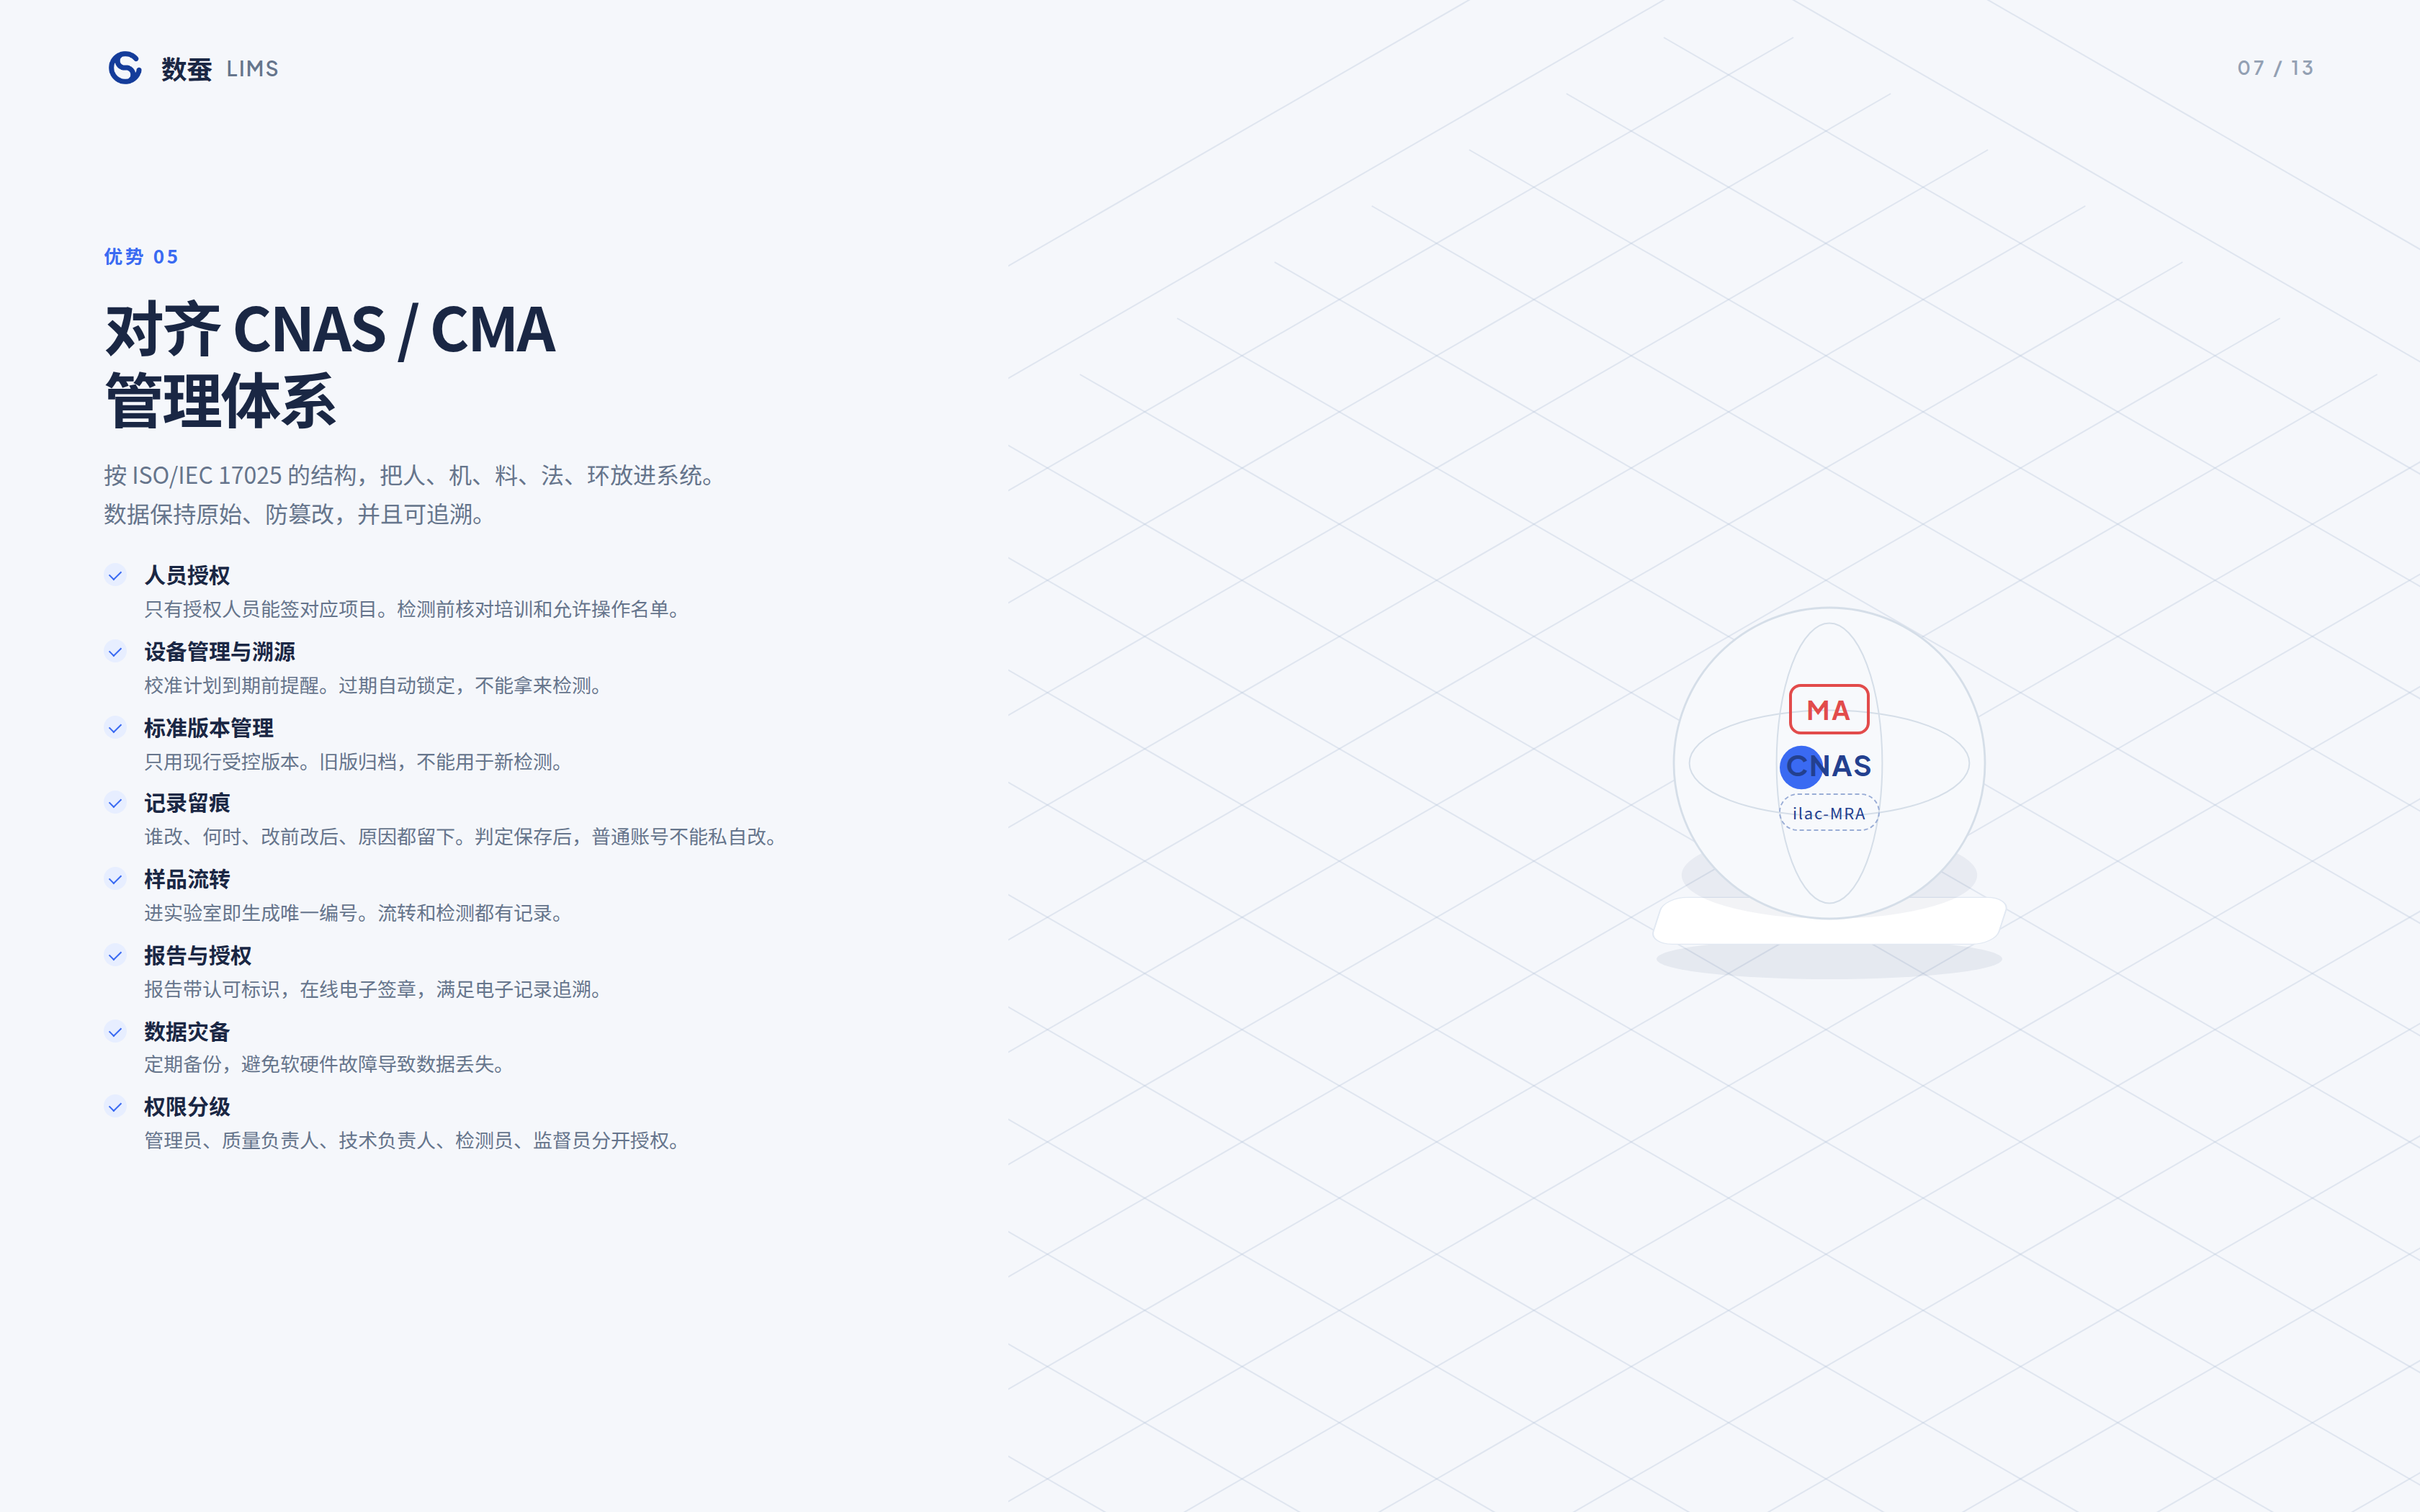 数蚕 LIMS
07 / 13
优势 05
对齐 CNAS / CMA
管理体系
按 ISO/IEC 17025 的结构，把人、机、料、法、环放进系统。
数据保持原始、防篡改，并且可追溯。
人员授权
只有授权人员能签对应项目。检测前核对培训和允许操作名单。
设备管理与溯源
校准计划到期前提醒。过期自动锁定，不能拿来检测。
标准版本管理
只用现行受控版本。旧版归档，不能用于新检测。
记录留痕
谁改、何时、改前改后、原因都留下。判定保存后，普通账号不能私自改。
样品流转
进实验室即生成唯一编号。流转和检测都有记录。
报告与授权
报告带认可标识，在线电子签章，满足电子记录追溯。
数据灾备
定期备份，避免软硬件故障导致数据丢失。
权限分级
管理员、质量负责人、技术负责人、检测员、监督员分开授权。
MA
CNAS
ilac-MRA